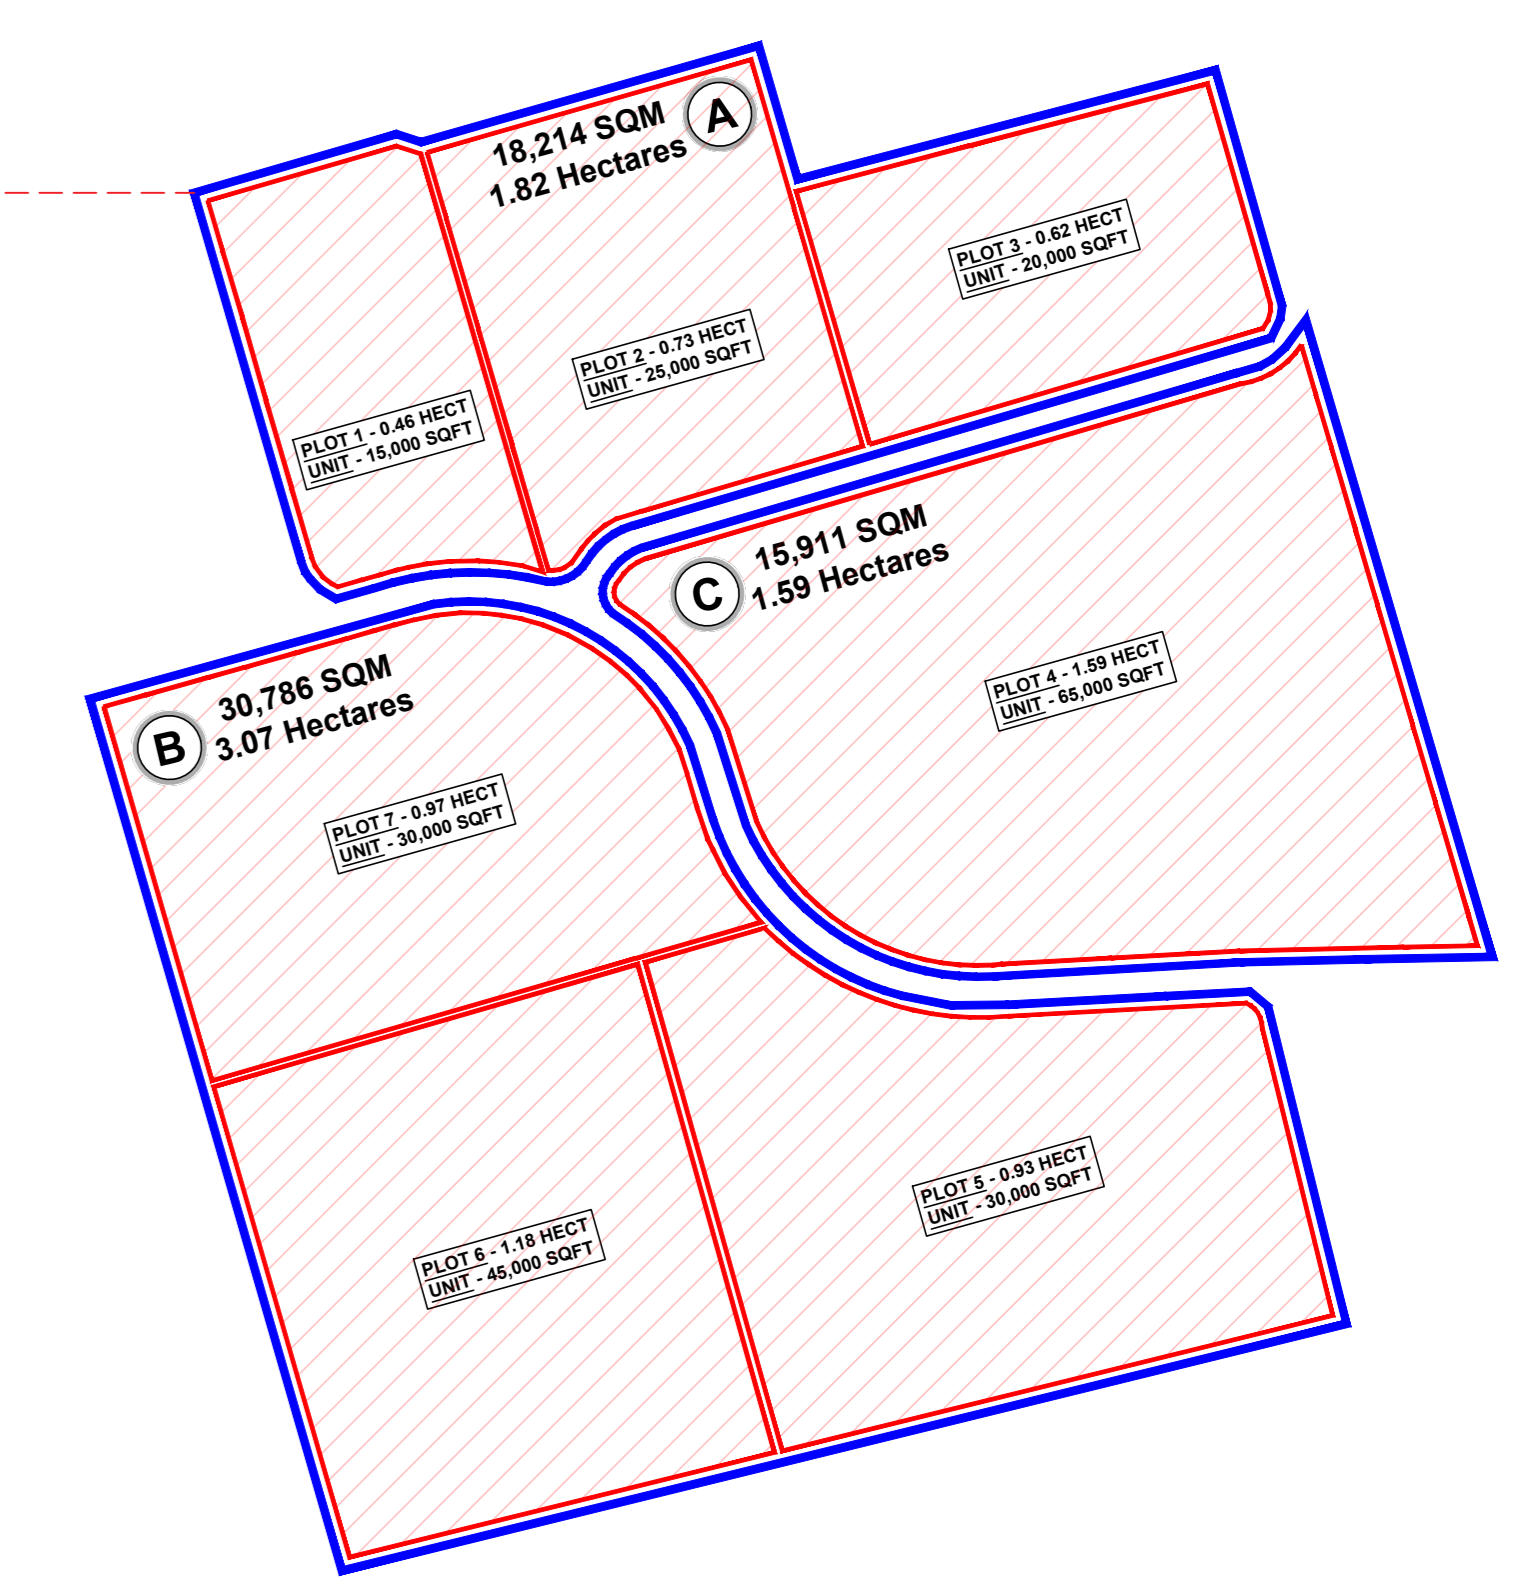 18,214 SQM
1.82 Hectares
A
PLOT 1 - 0.46 HECT
UNIT - 15,000 SQFT
PLOT 2 - 0.73 HECT
UNIT - 25,000 SQFT
PLOT 3 - 0.62 HECT
UNIT - 20,000 SQFT
C
15,911 SQM
1.59 Hectares
PLOT 4 - 1.59 HECT
UNIT - 65,000 SQFT
B
30,786 SQM
3.07 Hectares
PLOT 7 - 0.97 HECT
UNIT - 30,000 SQFT
PLOT 5 - 0.93 HECT
UNIT - 30,000 SQFT
PLOT 6 - 1.18 HECT
UNIT - 45,000 SQFT